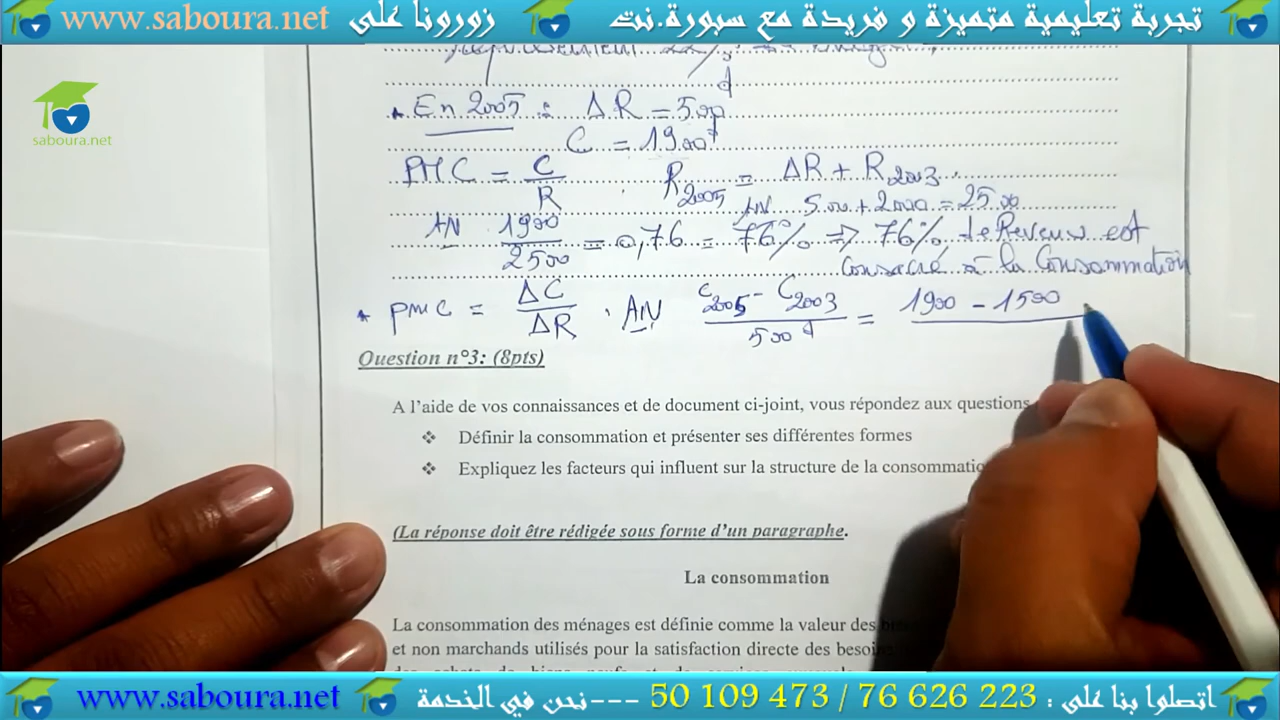 www.saboura.net زورونا على تجربة تعليمية متميزة و فريدة مع سبورة.نت
saboura.net
En 2005 : ΔR = 500d
C = 1900d
PMC = C/R R2005 = ΔR + R2003
AN 500 + 2000 = 2500
AN 1900/2500 = 0,76 = 76% ⇒ 76% de Revenu est
Consacré à la Consommation
* PmC = ΔC/ΔR . AN C2005 - C2003/500d = 1900 - 1500
Question n°3: (8pts)
A l'aide de vos connaissances et de document ci-joint, vous répondez aux questions
❖ Définir la consommation et présenter ses différentes formes
❖ Expliquez les facteurs qui influent sur la structure de la
(La réponse doit être rédigée sous forme d'un paragraphe.
La consommation
La consommation des ménages est définie comme la valeur des
et non marchands utilisés pour la satisfaction directe des
www.saboura.net اتصلوا بنا على : 223 626 76 / 473 109 50 ---نحن في الخدمة